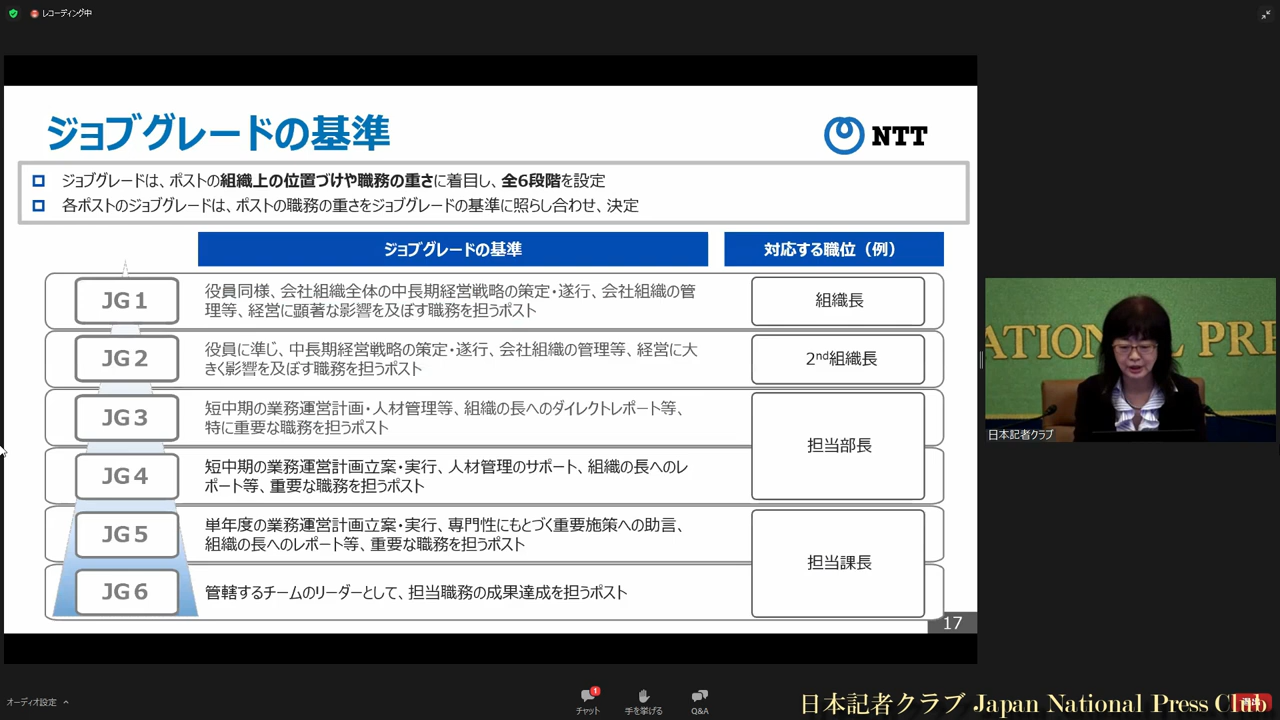 レコーディング中
ジョブグレードの基準
NTT
ジョブグレードは、ポストの組織上の位置づけや職務の重さに着目し、全6段階を設定
各ポストのジョブグレードは、ポストの職務の重さをジョブグレードの基準に照らし合わせ、決定
ジョブグレードの基準
対応する職位（例）
JG1
役員同様、会社組織全体の中長期経営戦略の策定・遂行、会社組織の管
理等、経営に顕著な影響を及ぼす職務を担うポスト
組織長
JG2
役員に準じ、中長期経営戦略の策定・遂行、会社組織の管理等、経営に大
きく影響を及ぼす職務を担うポスト
2nd組織長
JG3
短中期の業務運営計画・人材管理等、組織の長へのダイレクトレポート等、
特に重要な職務を担うポスト
担当部長
JG4
短中期の業務運営計画立案・実行、人材管理のサポート、組織の長へのレ
ポート等、重要な職務を担うポスト
JG5
単年度の業務運営計画立案・実行、専門性にもとづく重要施策への助言、
組織の長へのレポート等、重要な職務を担うポスト
担当課長
JG6
管轄するチームのリーダーとして、担当職務の成果達成を担うポスト
17
ATIONAL PRE
日本記者クラブ
オーディオ設定
1
チャット
手を挙げる
Q&A
日本記者クラブ Japan National Press Club